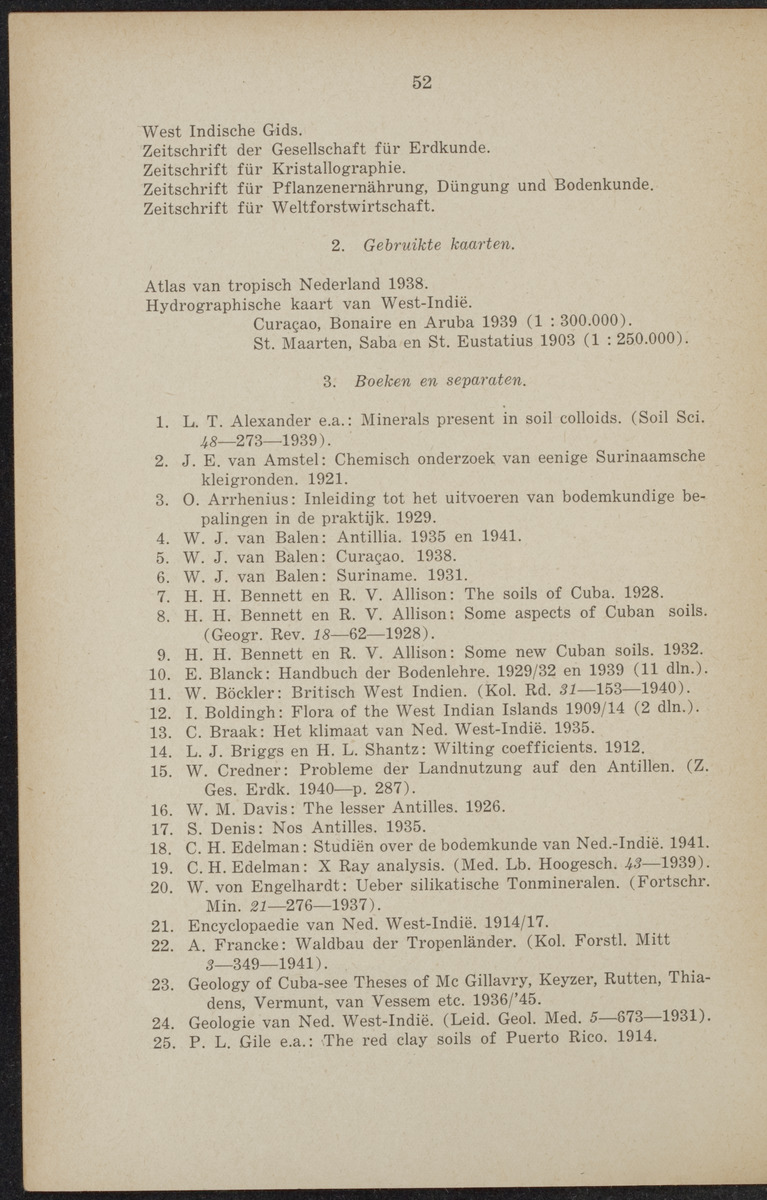 52
West Indische Gids.
Zeitschrift der Gesellschaft für Erdkunde.
Zeitschrift für Kristallographie.
Zeitschrift für Pflanzenernährung, Düngung und Bodenkunde.
Zeitschrift für Weltforstwirtschaft.
2. Gebruikte kaarten.
Atlas van tropisch Nederland 1938.
Hydrographische kaart van West-Indië.
Curaçao, Bonaire en Aruba 1939 (1 : 300.000).
St. Maarten, Saba en St. Eustatius 1903 (1 : 250.000).
3. Boeken en separaten.
1. L. T. Alexander e.a.: Minerals present in soil colloids. (Soil Sci.
48—273—1939).
2. J. E. van Amstel: Chemisch onderzoek van eenige Surinaamsche
kleigronden. 1921.
3. O. Arrhenius: Inleiding tot het uitvoeren van bodemkundige be-
palingen in de praktijk. 1929.
4. W. J. van Balen: Antillia. 1935 en 1941.
5. W. J. van Balen: Curaçao. 1938.
6. W. J. van Balen: Suriname. 1931.
7. H. H. Bennett en R. V. Allison: The soils of Cuba. 1928.
8. H. H. Bennett en R. V. Allison: Some aspects of Cuban soils.
(Geogr. Rev. 18—62—1928).
9. H. H. Bennett en R. V. Allison: Some new Cuban soils. 1932.
10. E. Blanck: Handbuch der Bodenlehre. 1929/32 en 1939 (11 dln.).
11. W. Böckler: Britisch West Indien. (Kol. Rd. 31—153—1940).
12. I. Boldingh: Flora of the West Indian Islands 1909/14 (2 dln.).
13. C. Braak: Het klimaat van Ned. West-Indië. 1935.
14. L. J. Briggs en H. L. Shantz: Wilting coefficients. 1912.
15. W. Credner: Probleme der Landnutzung auf den Antillen. (Z.
Ges. Erdk. 1940—p. 287).
16. W. M. Davis: The lesser Antilles. 1926.
17. S. Denis: Nos Antilles. 1935.
18. C. H. Edelman: Studiën over de bodemkunde van Ned.-Indië. 1941.
19. C. H. Edelman: X Ray analysis. (Med. Lb. Hoogesch. 43—1939).
20. W. von Engelhardt: Ueber silikatische Tonmineralen. (Fortschr.
Min. 21—276—1937).
21. Encyclopaedie van Ned. West-Indië. 1914/17.
22. A. Francke: Waldbau der Tropenländer. (Kol. Forstl. Mitt
3—349—1941).
23. Geology of Cuba-see Theses of Mc Gillavry, Keyzer, Rutten, Thia-
dens, Vermunt, van Vessem etc. 1936/'45.
24. Geologie van Ned. West-Indië. (Leid. Geol. Med. 5—673—1931).
25. P. L. Gile e.a.: The red clay soils of Puerto Rico. 1914.